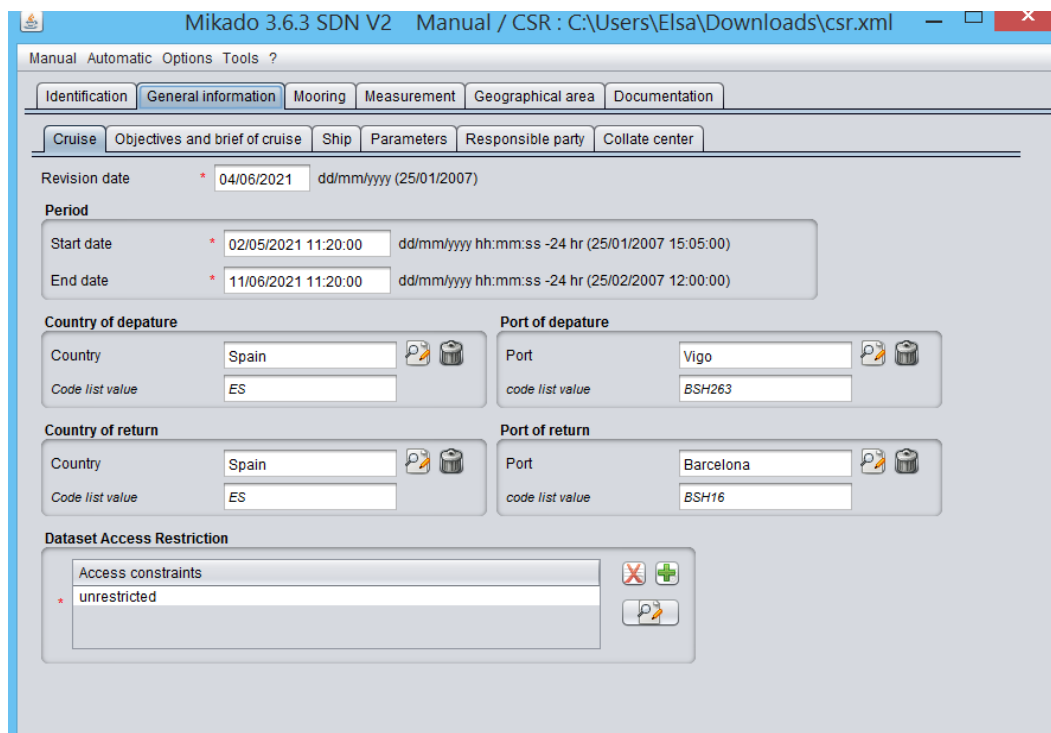 Mikado 3.6.3 SDN V2 Manual / CSR : C:\Users\Elsa\Downloads\csr.xml
Manual Automatic Options Tools ?
Identification General information Mooring Measurement Geographical area Documentation
Cruise Objectives and brief of cruise Ship Parameters Responsible party Collate center
Revision date * 04/06/2021 dd/mm/yyyy (25/01/2007)
Period
Start date * 02/05/2021 11:20:00 dd/mm/yyyy hh:mm:ss -24 hr (25/01/2007 15:05:00)
End date * 11/06/2021 11:20:00 dd/mm/yyyy hh:mm:ss -24 hr (25/02/2007 12:00:00)
Country of depature Port of depature
Country Spain Port Vigo
Code list value ES code list value BSH263
Country of return Port of return
Country Spain Port Barcelona
Code list value ES code list value BSH16
Dataset Access Restriction
Access constraints
* unrestricted